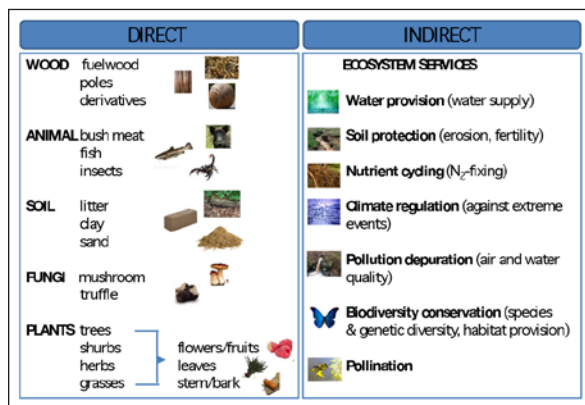 DIRECT
WOOD fuelwood
poles
derivatives
ANIMAL bush meat
fish
insects
SOIL litter
clay
sand
FUNGI mushroom
truffle
PLANTS trees
shurbs
herbs
grasses
flowers/fruits
leaves
stem/bark
INDIRECT
ECOSYSTEM SERVICES
Water provision (water supply)
Soil protection (erosion, fertility)
Nutrient cycling (N₂-fixing)
Climate regulation (against extreme
events)
Pollution depuration (air and water
quality)
Biodiversity conservation (species
& genetic diversity, habitat provision)
Pollination